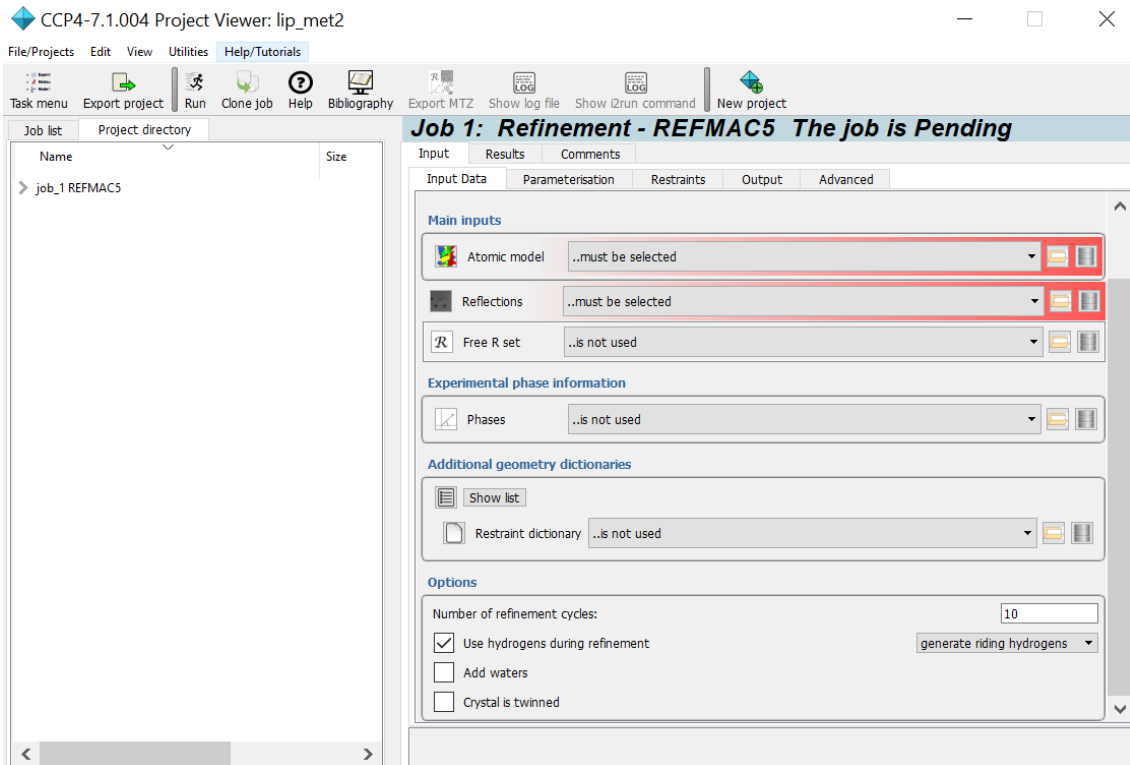 CCP4-7.1.004 Project Viewer: lip_met2
File/Projects Edit View Utilities Help/Tutorials
Task menu Export project Run Clone job Help Bibliography Export MTZ Show log file Show i2run command New project
Job list Project directory
Name Size
job_1 REFMAC5
Job 1: Refinement - REFMAC5 The job is Pending
Input Results Comments
Input Data Parameterisation Restraints Output Advanced
Main inputs
Atomic model ..must be selected
Reflections ..must be selected
R Free R set ..is not used
Experimental phase information
Phases ..is not used
Additional geometry dictionaries
Show list
Restraint dictionary ..is not used
Options
Number of refinement cycles: 10
Use hydrogens during refinement generate riding hydrogens
Add waters
Crystal is twinned